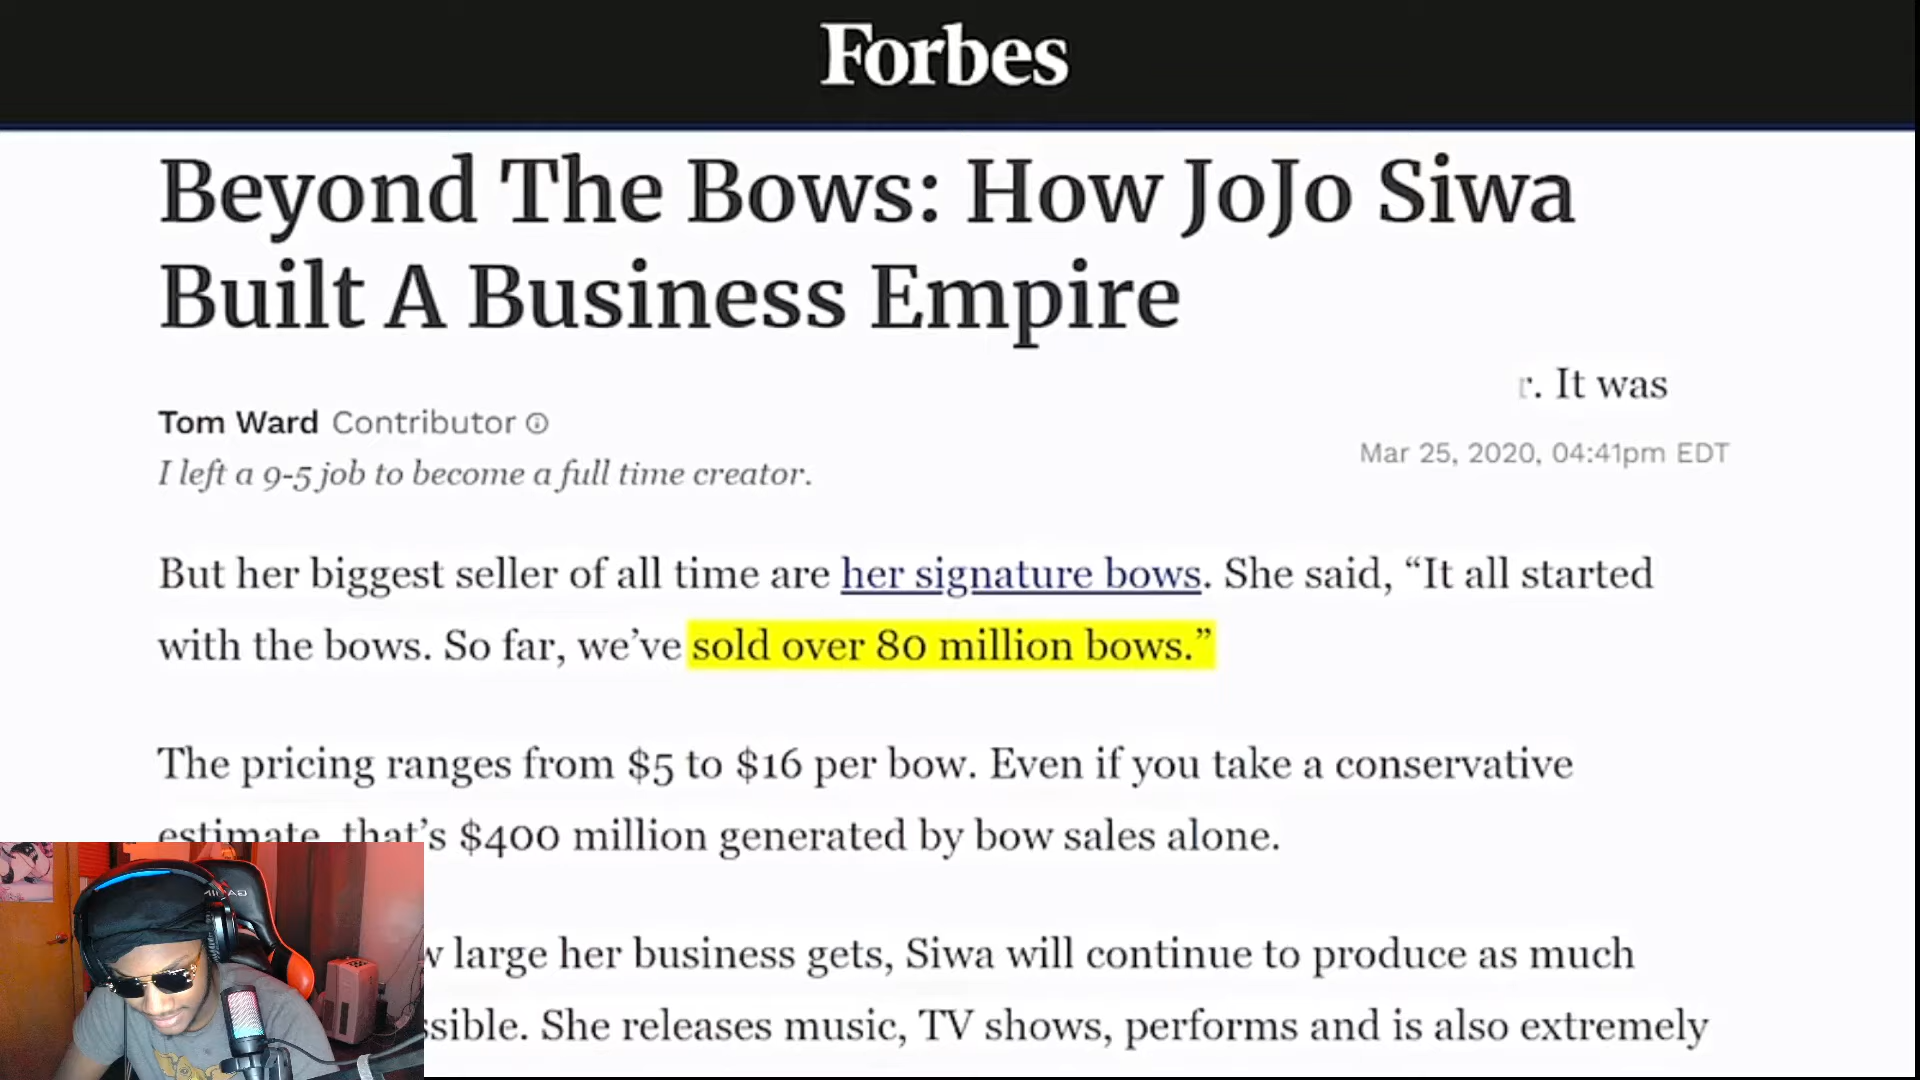 Forbes
Beyond The Bows: How JoJo Siwa
Built A Business Empire
r. It was
Tom Ward Contributor
Mar 25, 2020, 04:41pm EDT
I left a 9-5 job to become a full time creator.
But her biggest seller of all time are her signature bows. She said, “It all started
with the bows. So far, we’ve sold over 80 million bows.”
The pricing ranges from $5 to $16 per bow. Even if you take a conservative
estimate, that’s $400 million generated by bow sales alone.
w large her business gets, Siwa will continue to produce as much
ssible. She releases music, TV shows, performs and is also extremely